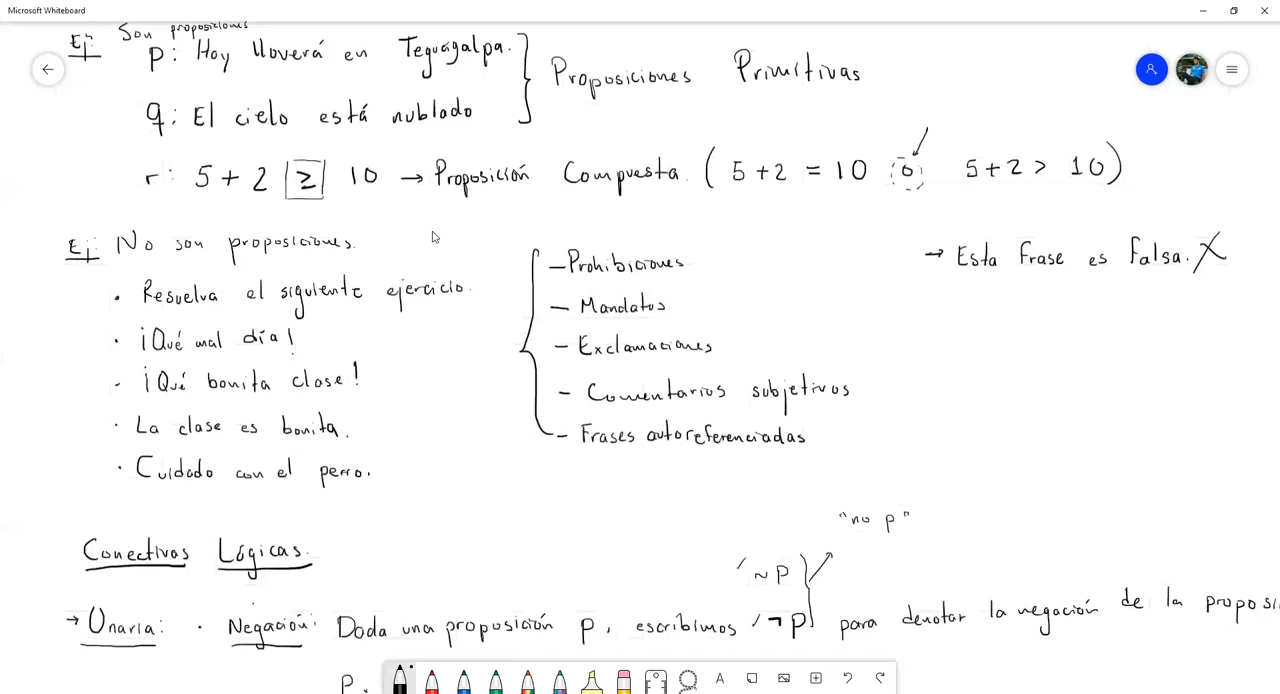 Microsoft Whiteboard
Ej: Son proposiciones
p: Hoy lloverá en Tegucigalpa.
q: El cielo está nublado
Proposiciones Primitivas
r: 5 + 2 ≥ 10 → Proposición Compuesta. ( 5 + 2 = 10 o 5 + 2 > 10 )
Ej No son proposiciones.
• Resuelva el siguiente ejercicio.
• ¡Qué mal día!
- ¡Qué bonita clase!
• La clase es bonita.
• Cuidado con el perro.
- Prohibiciones
- Mandatos
- Exclamaciones
- Comentarios subjetivos
- Frases autoreferenciadas
→ Esta frase es falsa. X
Conectivos Lógicas.
"no p"
~p
→ Unaria: • Negación: Dada una proposición p, escribimos ¬p para denotar la negación de la proposi
p.